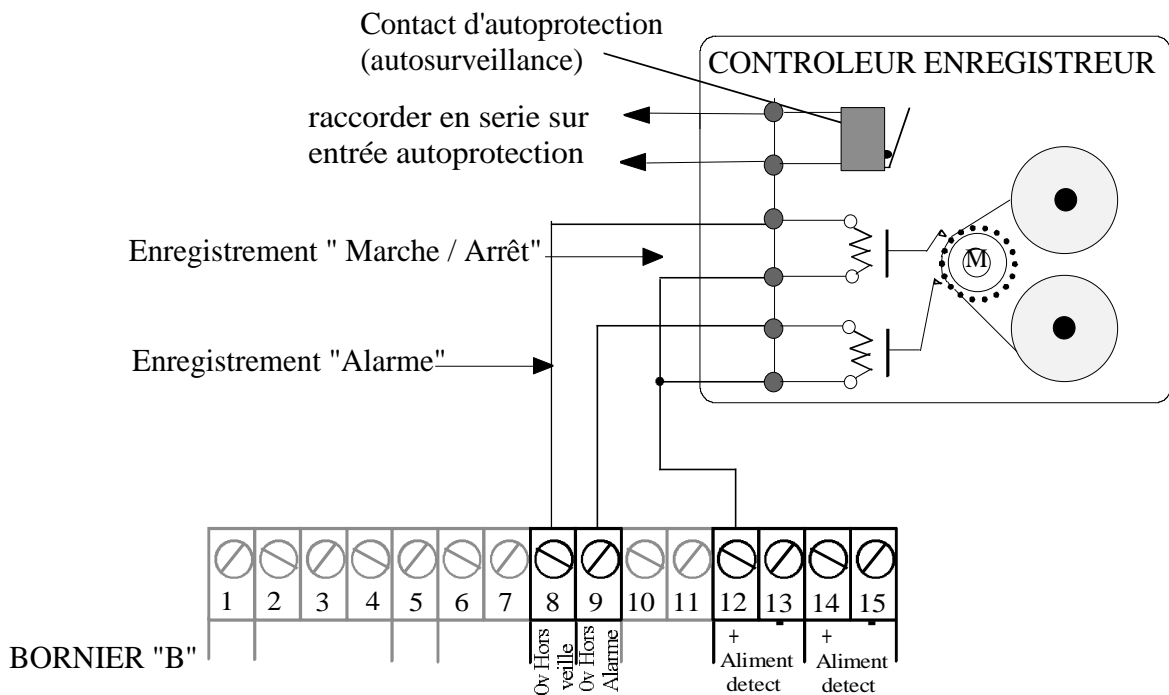 Contact d'autoprotection
(autosurveillance)
CONTROLEUR ENREGISTREUR
raccorder en serie sur
entrée autoprotection
Enregistrement " Marche / Arrêt"
M
Enregistrement "Alarme"
1 2 3 4 5 6 7 8 9 10 11 12 13 14 15
BORNIER "B"
0v Hors
veille
0v Hors
Alarme
+ -
Aliment
detect
+ -
Aliment
detect